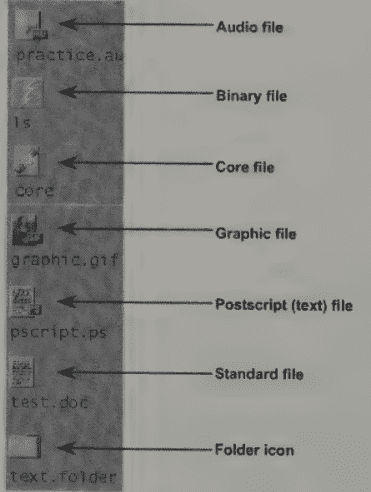 Audio file
practice.au
Binary file
ls
Core file
core
Graphic file
graphic.gif
Postscript (text) file
pscript.ps
Standard file
test.doc
Folder icon
text.folder